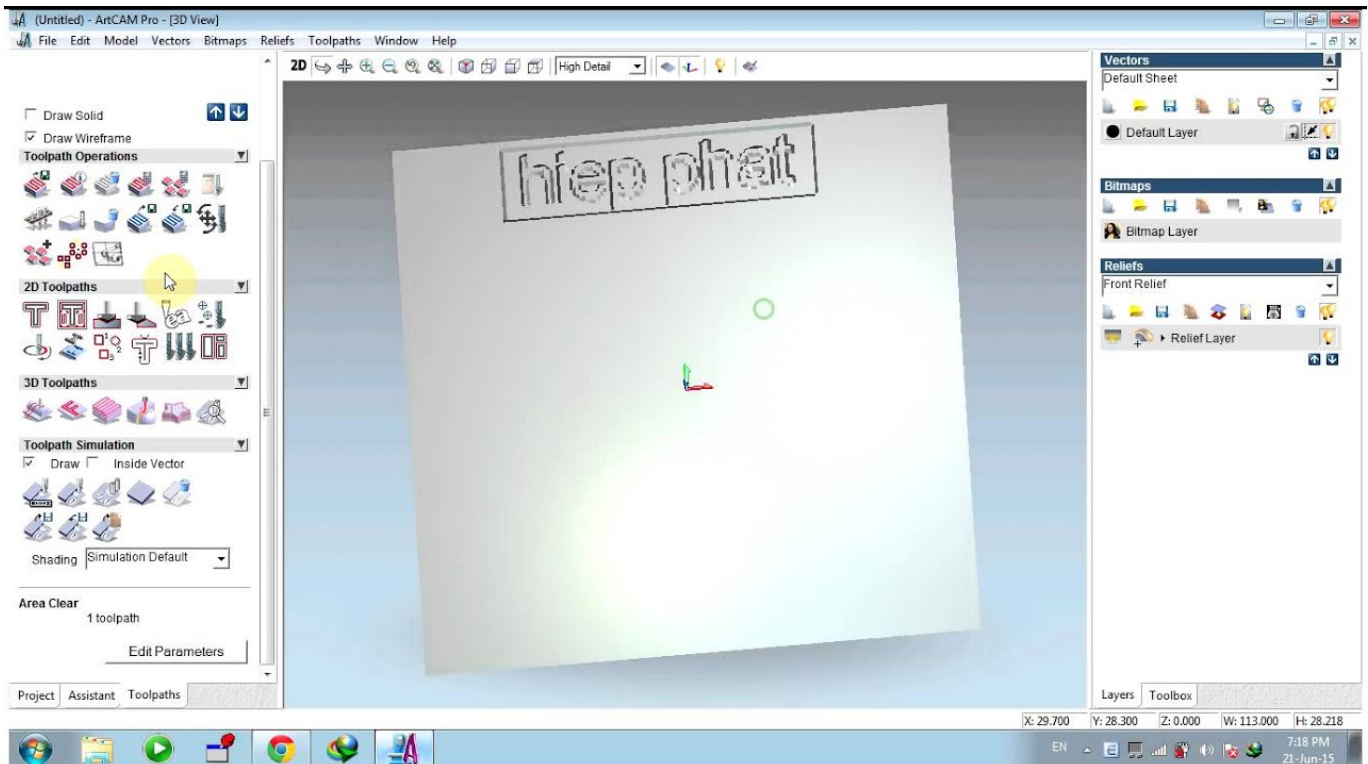 (Untitled) - ArtCAM Pro - [3D View]
File Edit Model Vectors Bitmaps Reliefs Toolpaths Window Help
2D High Detail
Draw Solid
Draw Wireframe
Toolpath Operations
2D Toolpaths
3D Toolpaths
Toolpath Simulation
Draw Inside Vector
Shading Simulation Default
Area Clear
1 toolpath
Edit Parameters
Project Assistant Toolpaths
hiep phat
Vectors
Default Sheet
Default Layer
Bitmaps
Bitmap Layer
Reliefs
Front Relief
Relief Layer
Layers Toolbox
X: 29.700 Y: 28.300 Z: 0.000 W: 113.000 H: 28.218
EN 7:18 PM
21-Jun-15